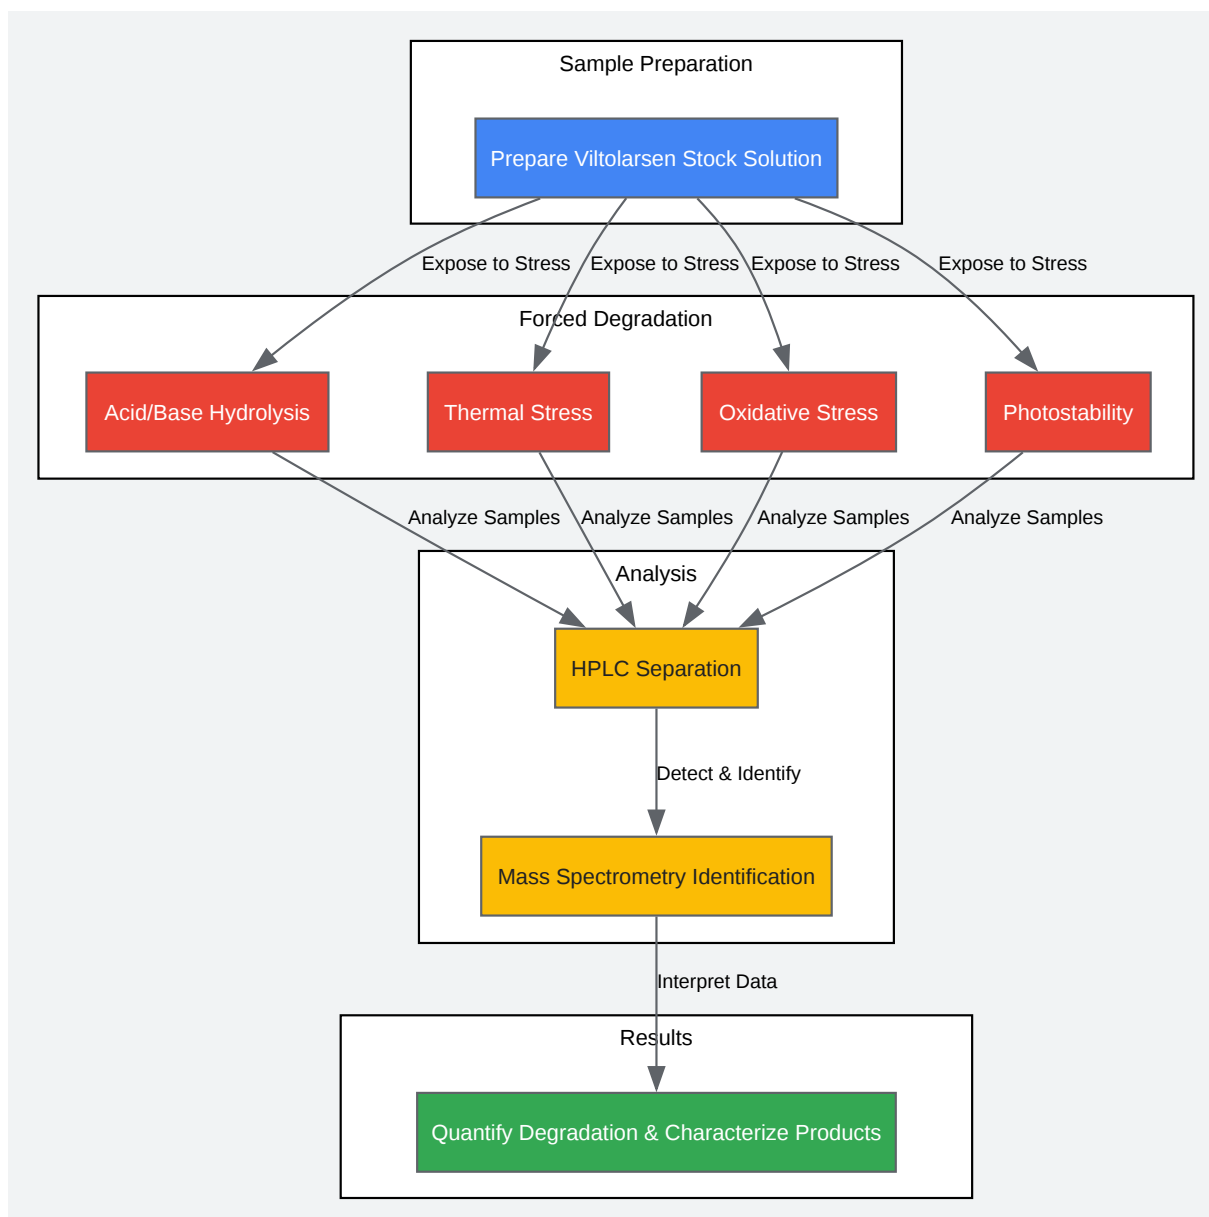 Sample Preparation
Prepare Viltolarsen Stock Solution
Expose to Stress
Expose to Stress
Expose to Stress
Expose to Stress
Forced Degradation
Acid/Base Hydrolysis
Thermal Stress
Oxidative Stress
Photostability
Analyze Samples
Analyze Samples
Analyze Samples
Analyze Samples
Analysis
HPLC Separation
Detect & Identify
Mass Spectrometry Identification
Interpret Data
Results
Quantify Degradation & Characterize Products